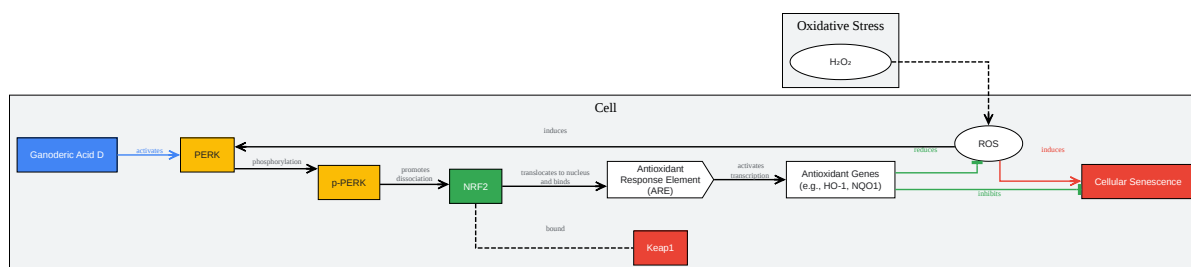 Oxidative Stress
H₂O₂
Cell
induces
Ganoderic Acid D
activates
PERK
phosphorylation
p-PERK
promotes
dissociation
NRF2
translocates to nucleus
and binds
Antioxidant
Response Element
(ARE)
activates
transcription
Antioxidant Genes
(e.g., HO-1, NQO1)
reduces
ROS
induces
Cellular Senescence
inhibits
bound
Keap1